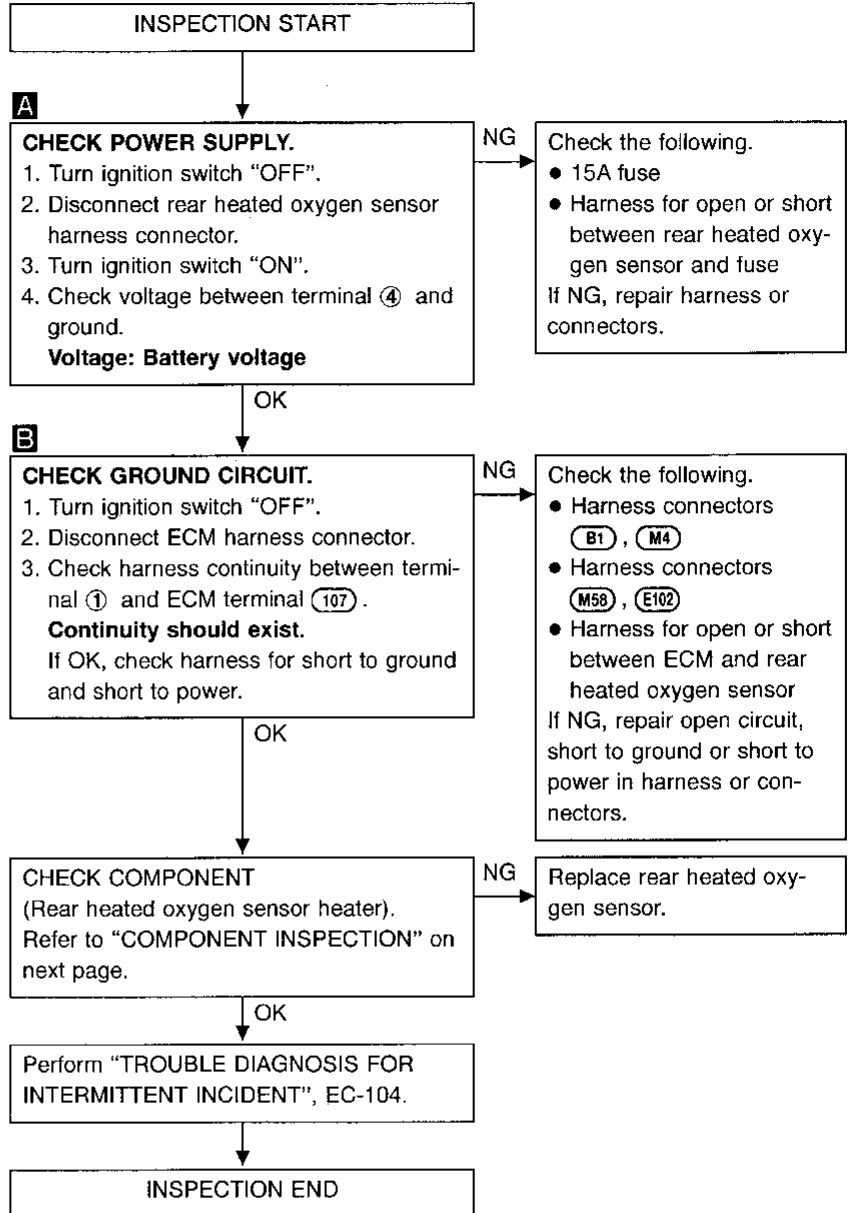 INSPECTION START
A
CHECK POWER SUPPLY.
1. Turn ignition switch “OFF”.
2. Disconnect rear heated oxygen sensor
harness connector.
3. Turn ignition switch “ON”.
4. Check voltage between terminal ④ and
ground.
Voltage: Battery voltage
NG
Check the following.
● 15A fuse
● Harness for open or short
between rear heated oxy-
gen sensor and fuse
If NG, repair harness or
connectors.
OK
B
CHECK GROUND CIRCUIT.
1. Turn ignition switch “OFF”.
2. Disconnect ECM harness connector.
3. Check harness continuity between termi-
nal ① and ECM terminal (107) .
Continuity should exist.
If OK, check harness for short to ground
and short to power.
NG
Check the following.
● Harness connectors
(B1) , (M4)
● Harness connectors
(M58) , (E102)
● Harness for open or short
between ECM and rear
heated oxygen sensor
If NG, repair open circuit,
short to ground or short to
power in harness or con-
nectors.
OK
CHECK COMPONENT
(Rear heated oxygen sensor heater).
Refer to “COMPONENT INSPECTION” on
next page.
NG
Replace rear heated oxy-
gen sensor.
OK
Perform “TROUBLE DIAGNOSIS FOR
INTERMITTENT INCIDENT”, EC-104.
INSPECTION END